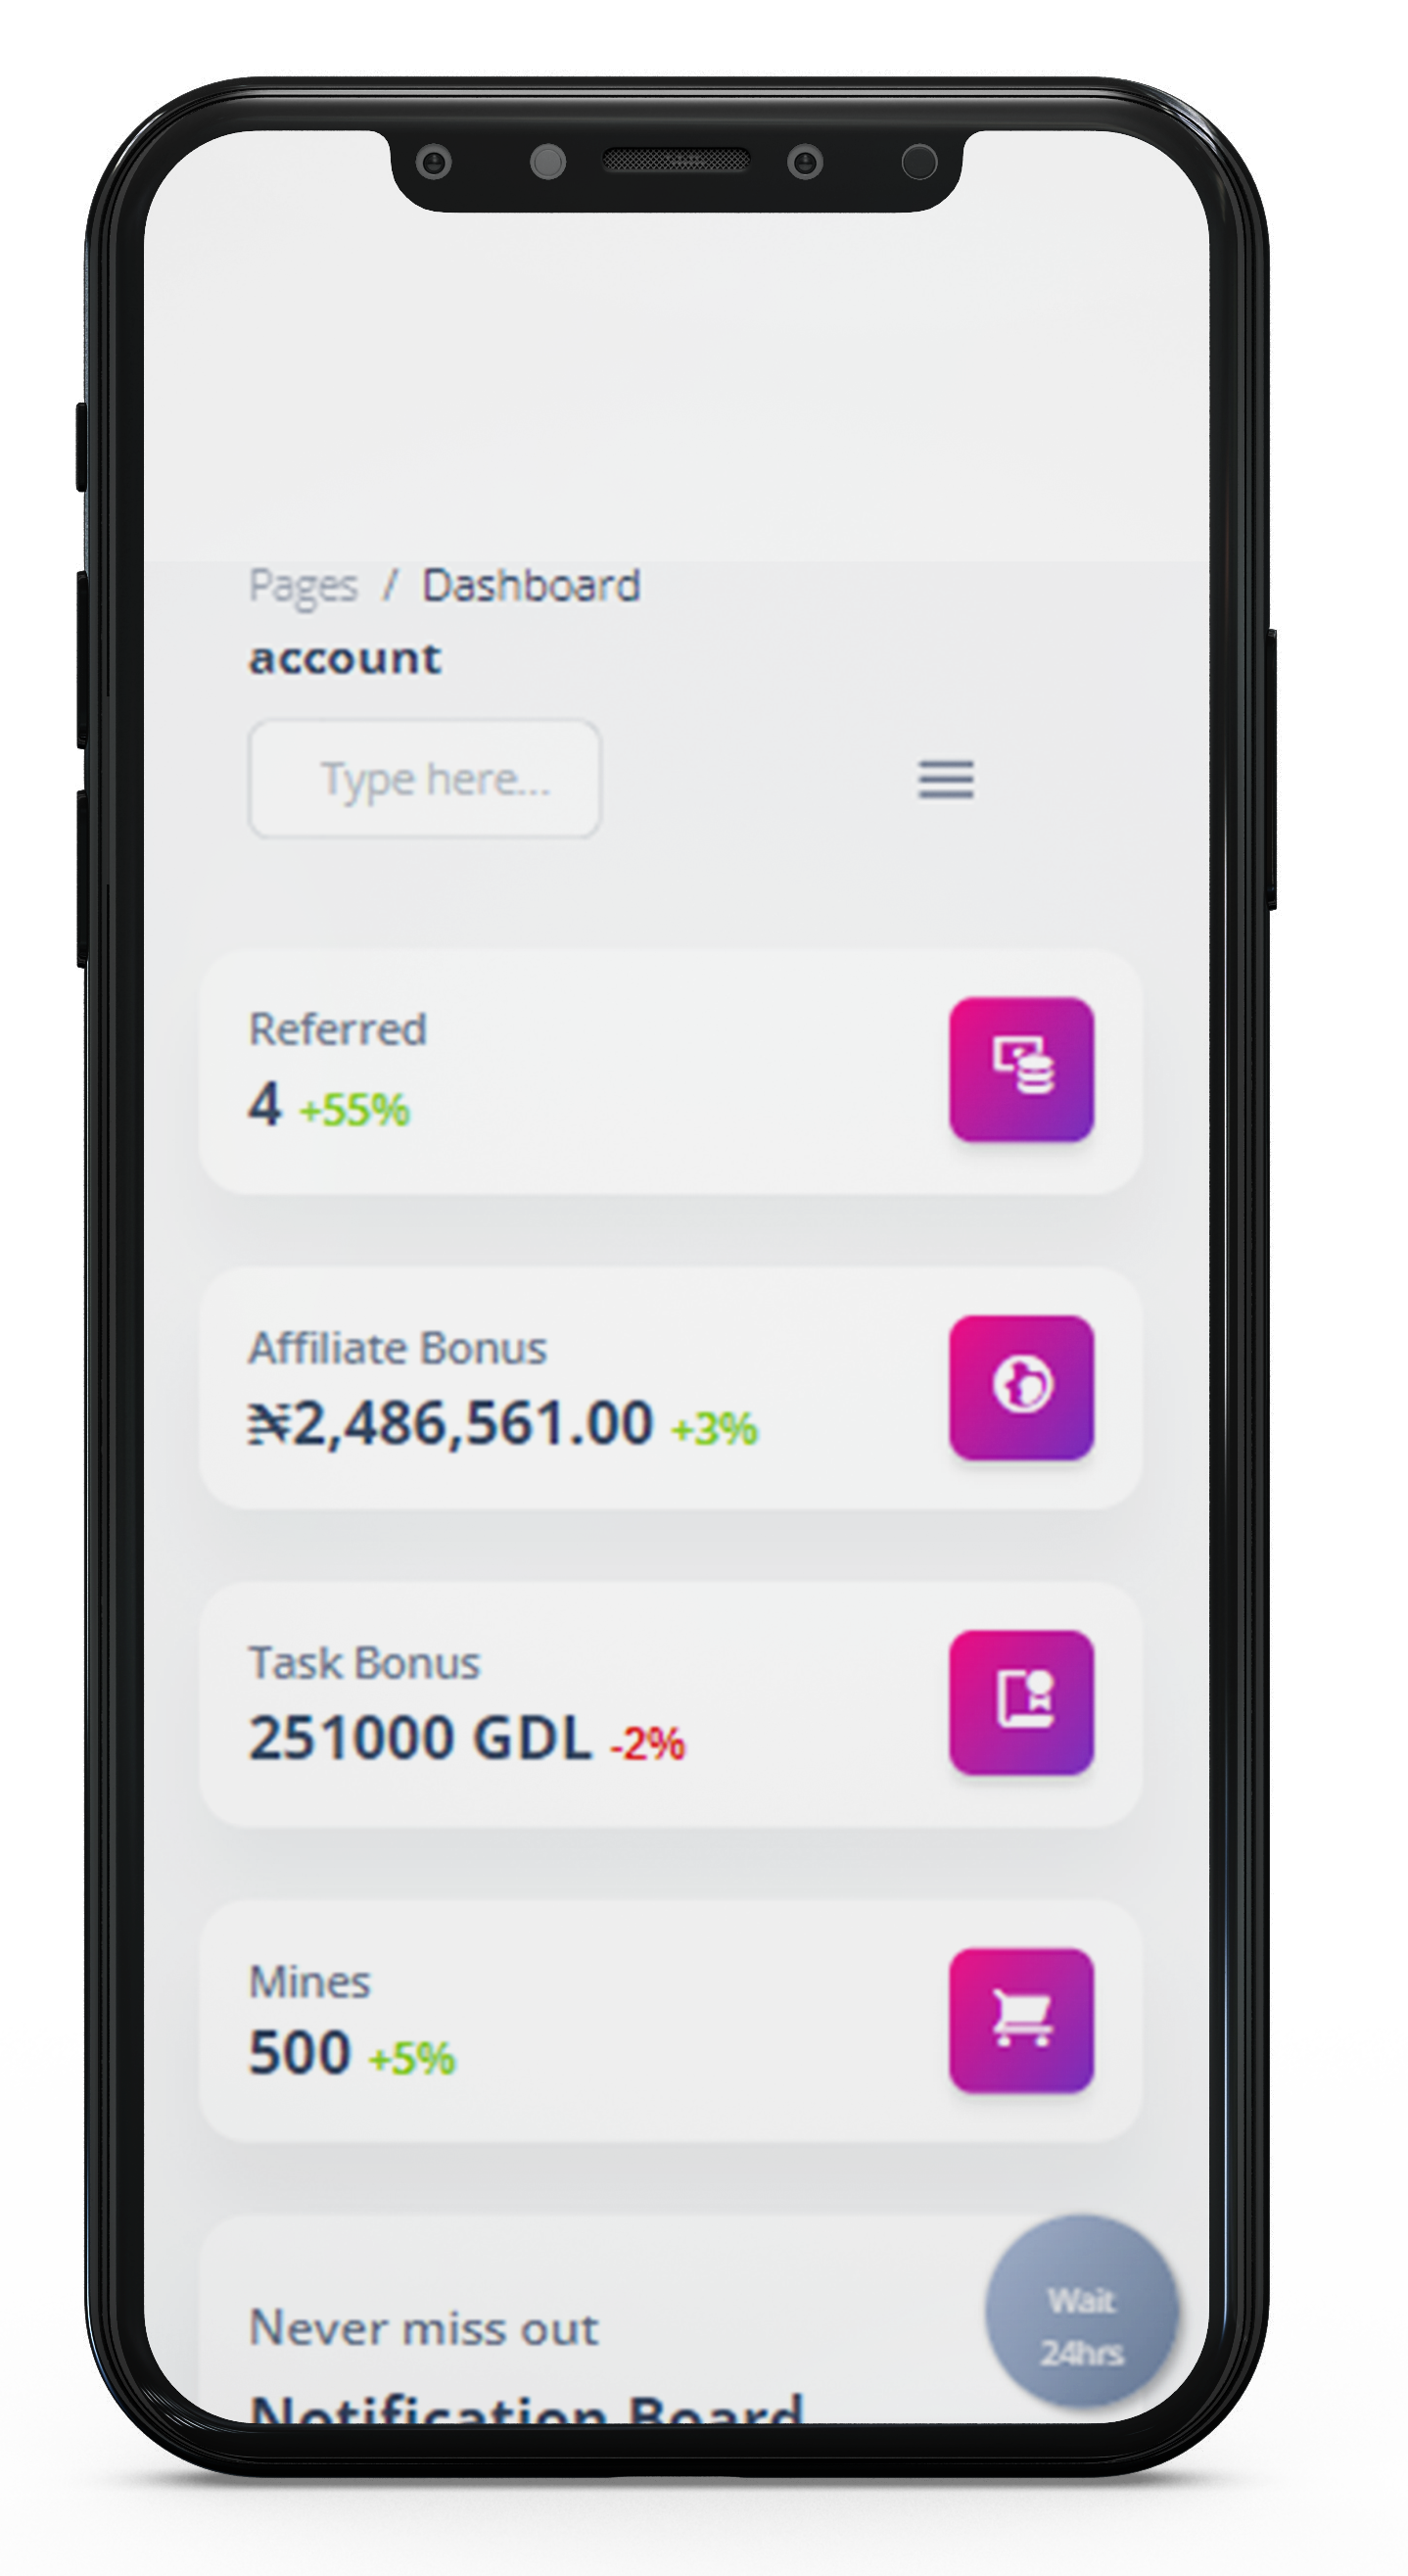 Pages / Dashboard
account
Type here...
Referred
4 +55%
Affiliate Bonus
₦2,486,561.00 +3%
Task Bonus
251000 GDL -2%
Mines
500 +5%
Never miss out
Notification Board
Wait
24hrs